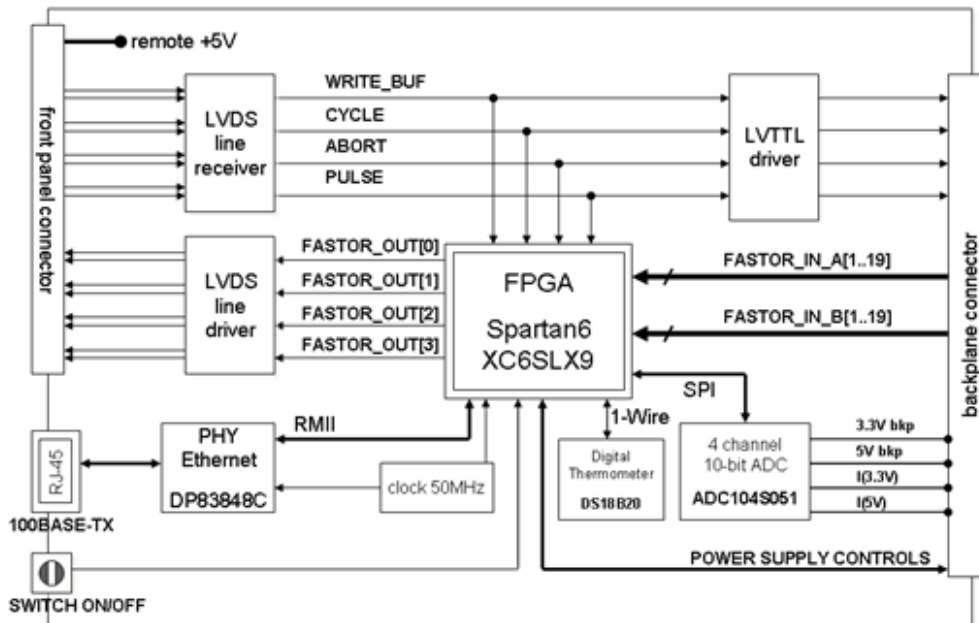 remote +5V
front panel connector
LVDS
line
receiver
WRITE_BUF
CYCLE
ABORT
PULSE
LVTTL
driver
LVDS
line
driver
FASTOR_OUT[0]
FASTOR_OUT[1]
FASTOR_OUT[2]
FASTOR_OUT[3]
FPGA
Spartan6
XC6SLX9
FASTOR_IN_A[1..19]
FASTOR_IN_B[1..19]
backplane connector
SPI
RJ-45
100BASE-TX
PHY
Ethernet
DP83848C
RMII
clock 50MHz
1-Wire
Digital
Thermometer
DS18B20
4 channel
10-bit ADC
ADC104S051
3.3V bkp
5V bkp
I(3.3V)
I(5V)
POWER SUPPLY CONTROLS
SWITCH ON/OFF